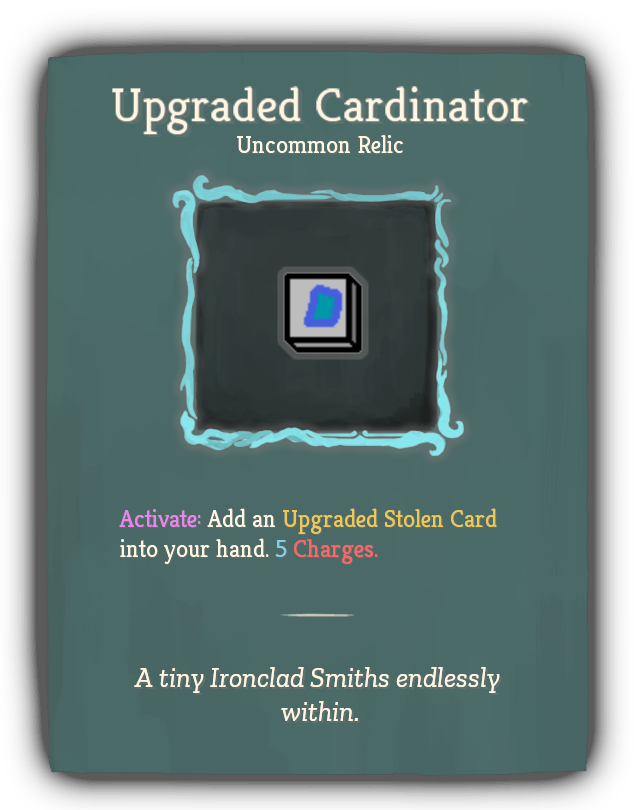 Upgraded Cardinator
Uncommon Relic
Activate: Add an Upgraded Stolen Card
into your hand. 5 Charges.
A tiny Ironclad Smiths endlessly
within.